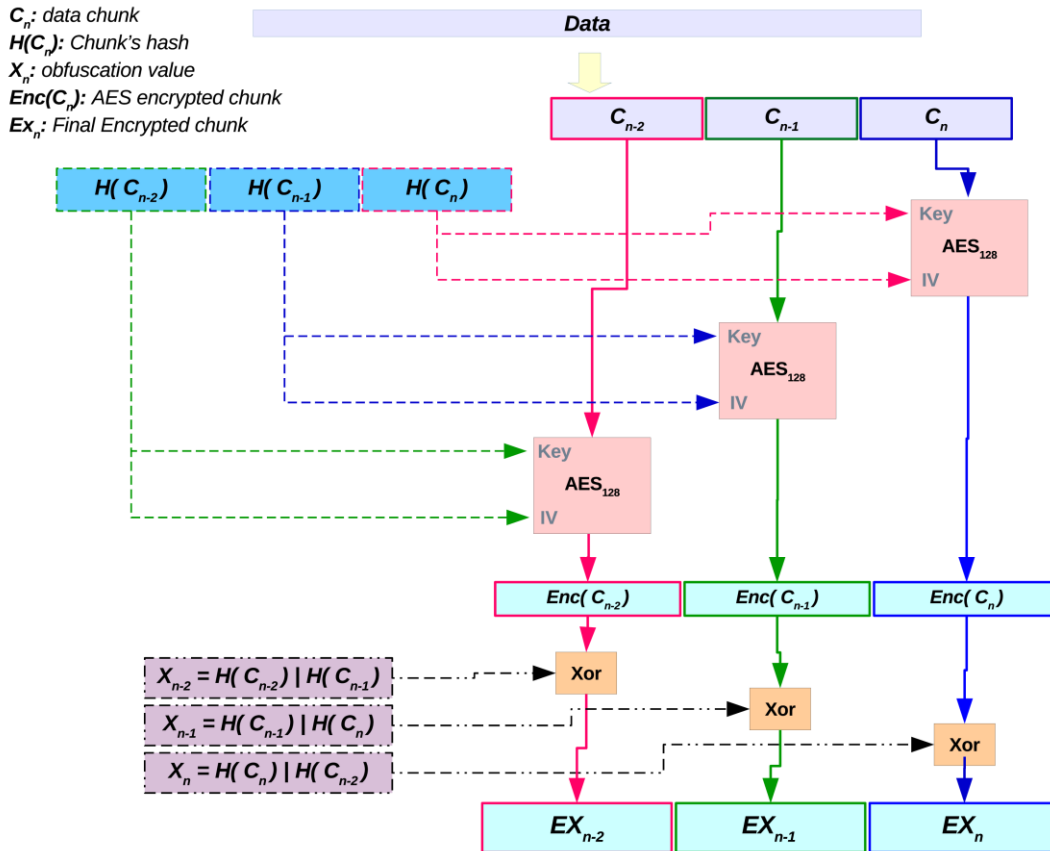 Cₙ: data chunk
H(Cₙ): Chunk's hash
Xₙ: obfuscation value
Enc(Cₙ): AES encrypted chunk
Exₙ: Final Encrypted chunk
Data
Cₙ₋₂ Cₙ₋₁ Cₙ
H( Cₙ₋₂) H( Cₙ₋₁) H( Cₙ)
Key
AES₁₂₈
IV
Key
AES₁₂₈
IV
Key
AES₁₂₈
IV
Enc( Cₙ₋₂) Enc( Cₙ₋₁) Enc( Cₙ)
Xₙ₋₂ = H( Cₙ₋₂) | H( Cₙ₋₁)
Xor
Xₙ₋₁ = H( Cₙ₋₁) | H( Cₙ)
Xor
Xₙ = H( Cₙ) | H( Cₙ₋₂)
Xor
EXₙ₋₂ EXₙ₋₁ EXₙ